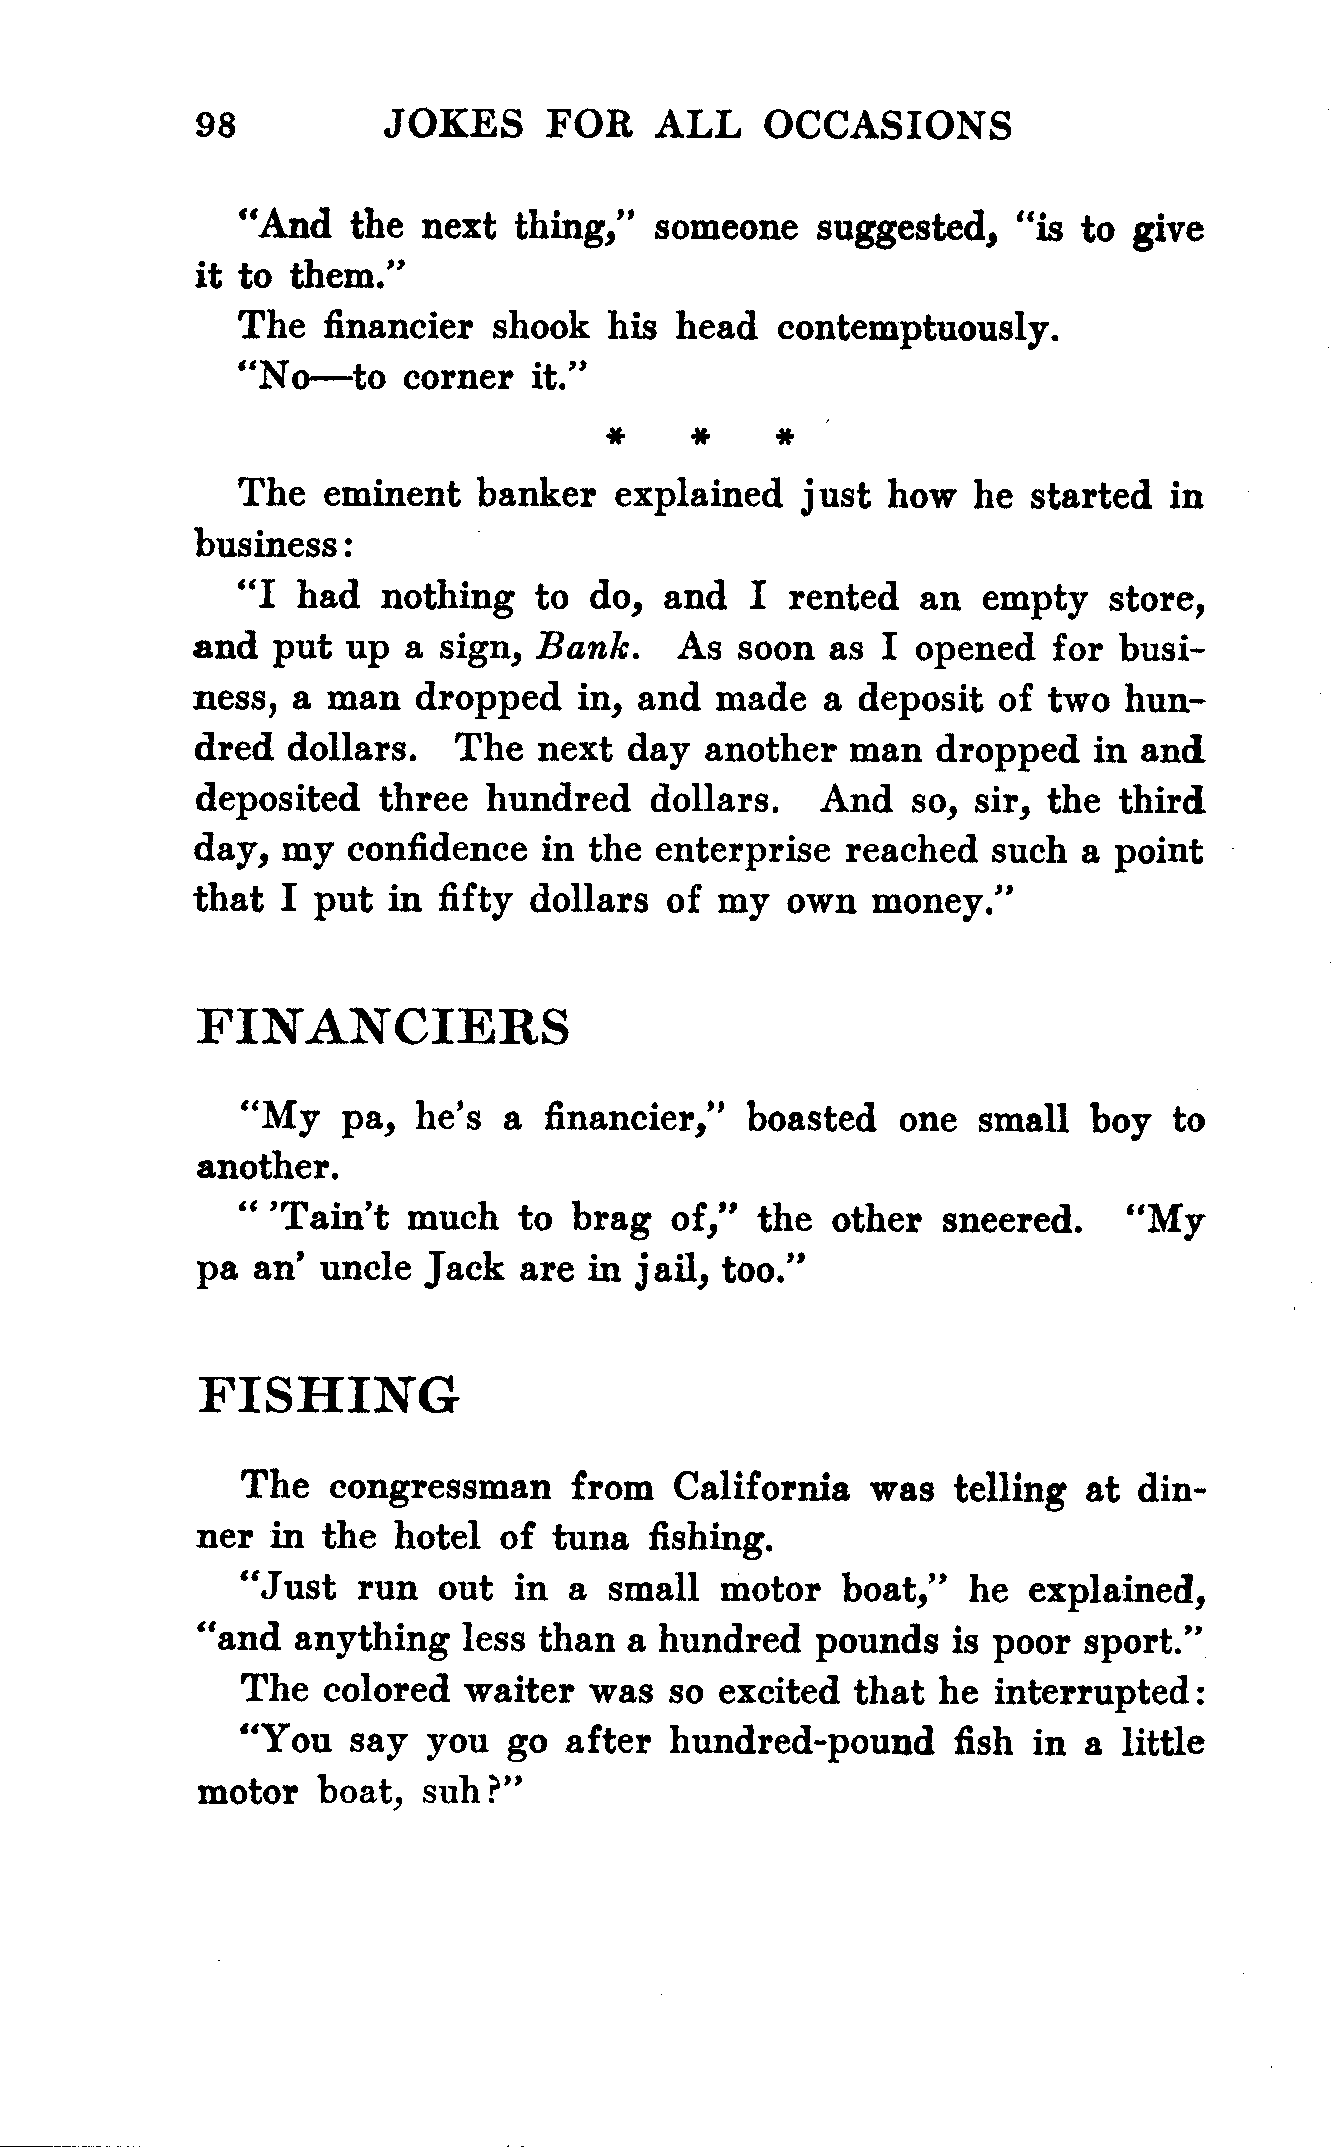 98 JOKES FOR ALL OCCASIONS
“And the next thing,” someone suggested, “is to give
it to them.”
The financier shook his head contemptuously.
“No—to corner it.”
* * *
The eminent banker explained just how he started in
business:
“I had nothing to do, and I rented an empty store,
and put up a sign, Bank. As soon as I opened for busi-
ness, a man dropped in, and made a deposit of two hun-
dred dollars. The next day another man dropped in and
deposited three hundred dollars. And so, sir, the third
day, my confidence in the enterprise reached such a point
that I put in fifty dollars of my own money.”
FINANCIERS
“My pa, he’s a financier,” boasted one small boy to
another.
“ ’Tain’t much to brag of,” the other sneered. “My
pa an’ uncle Jack are in jail, too.”
FISHING
The congressman from California was telling at din-
ner in the hotel of tuna fishing.
“Just run out in a small motor boat,” he explained,
“and anything less than a hundred pounds is poor sport.”
The colored waiter was so excited that he interrupted:
“You say you go after hundred-pound fish in a little
motor boat, suh?”